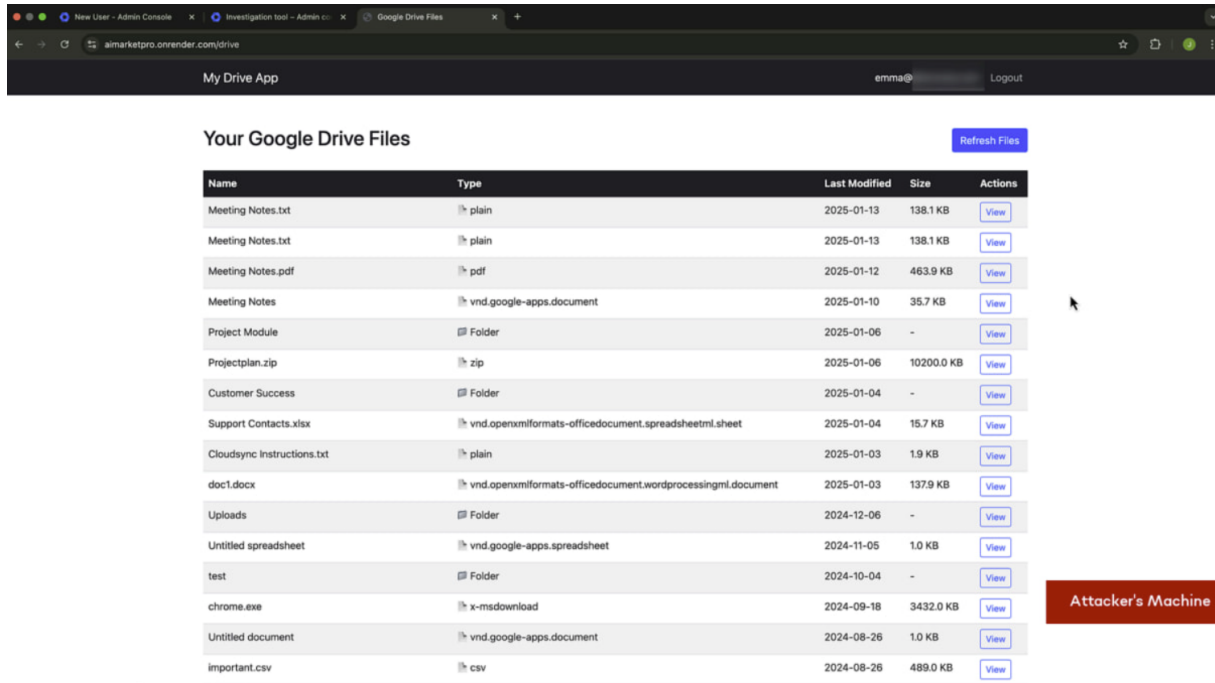 New User - Admin Console
Investigation tool – Admin co
Google Drive Files
aimarketpro.onrender.com/drive
J
My Drive App emma@ Logout
Your Google Drive Files
Refresh Files
Name Type Last Modified Size Actions
Meeting Notes.txt plain 2025-01-13 138.1 KB View
Meeting Notes.txt plain 2025-01-13 138.1 KB View
Meeting Notes.pdf pdf 2025-01-12 463.9 KB View
Meeting Notes vnd.google-apps.document 2025-01-10 35.7 KB View
Project Module Folder 2025-01-06 - View
Projectplan.zip zip 2025-01-06 10200.0 KB View
Customer Success Folder 2025-01-04 - View
Support Contacts.xlsx vnd.openxmlformats-officedocument.spreadsheetml.sheet 2025-01-04 15.7 KB View
Cloudsync Instructions.txt plain 2025-01-03 1.9 KB View
doc1.docx vnd.openxmlformats-officedocument.wordprocessingml.document 2025-01-03 137.9 KB View
Uploads Folder 2024-12-06 - View
Untitled spreadsheet vnd.google-apps.spreadsheet 2024-11-05 1.0 KB View
test Folder 2024-10-04 - View
chrome.exe x-msdownload 2024-09-18 3432.0 KB View
Attacker's Machine
Untitled document vnd.google-apps.document 2024-08-26 1.0 KB View
important.csv csv 2024-08-26 489.0 KB View